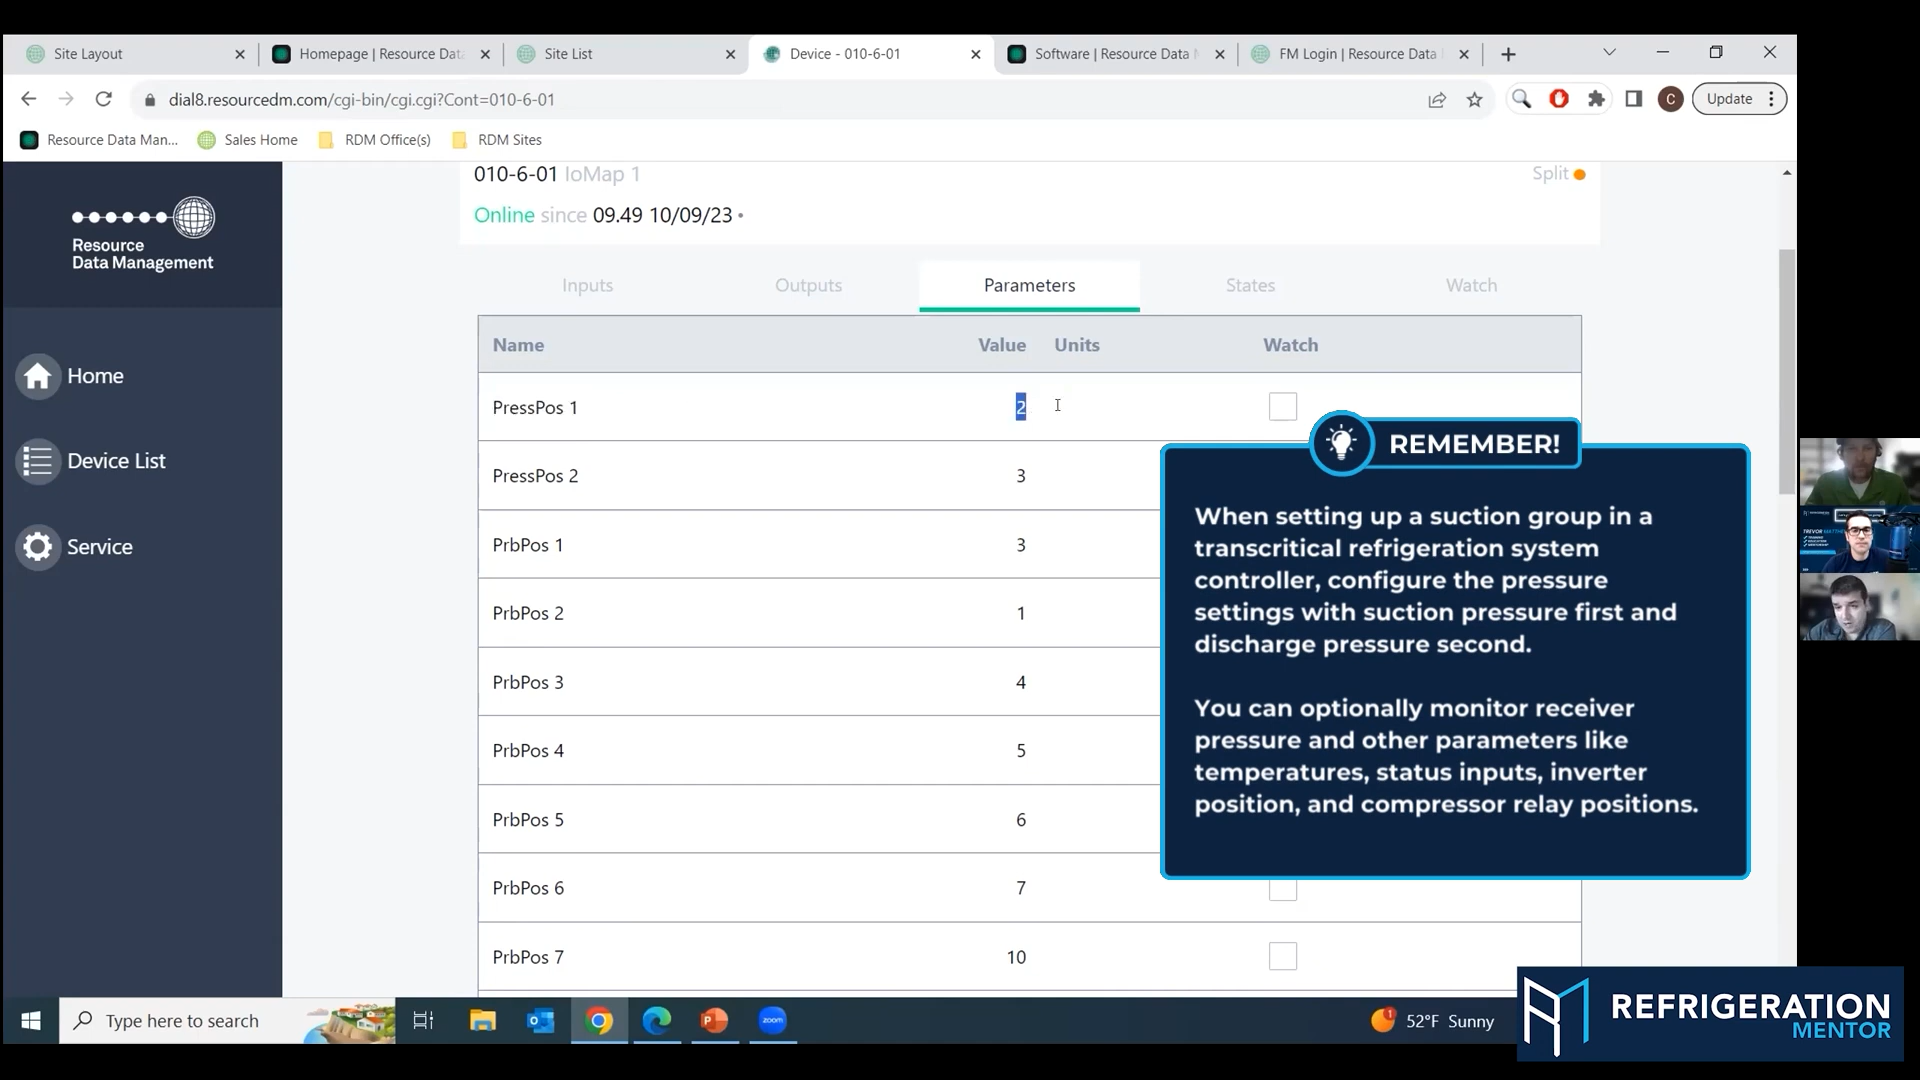 Site Layout
Homepage | Resource Data
Site List
Device - 010-6-01
Software | Resource Data M
FM Login | Resource Data
dial8.resourcedm.com/cgi-bin/cgi.cgi?Cont=010-6-01
C
Update
Resource Data Man...
Sales Home
RDM Office(s)
RDM Sites
Resource
Data Management
Home
Device List
Service
010-6-01 IoMap 1
Split
Online since 09.49 10/09/23 •
Inputs Outputs Parameters States Watch
Name Value Units Watch
PressPos 1 2
PressPos 2 3
PrbPos 1 3
PrbPos 2 1
PrbPos 3 4
PrbPos 4 5
PrbPos 5 6
PrbPos 6 7
PrbPos 7 10
REMEMBER!
When setting up a suction group in a
transcritical refrigeration system
controller, configure the pressure
settings with suction pressure first and
discharge pressure second.
You can optionally monitor receiver
pressure and other parameters like
temperatures, status inputs, inverter
position, and compressor relay positions.
Type here to search
zoom
1
52°F Sunny
REFRIGERATION
MENTOR